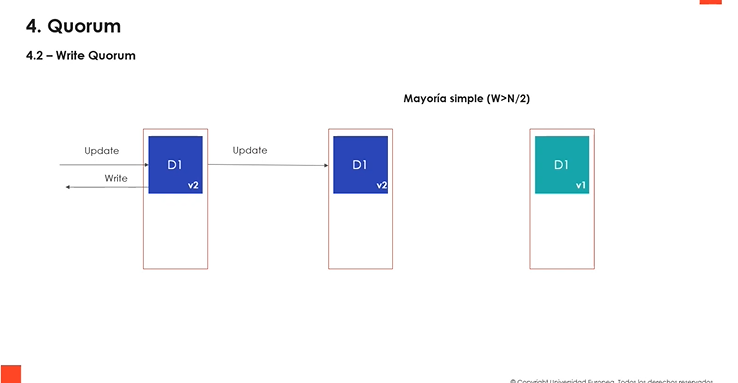 4. Quorum
4.2 – Write Quorum
Mayoría simple (W>N/2)
Update
Write
D1
v2
Update
D1
v2
D1
v1
© Copyright Universidad Europea. Todos los derechos reservados